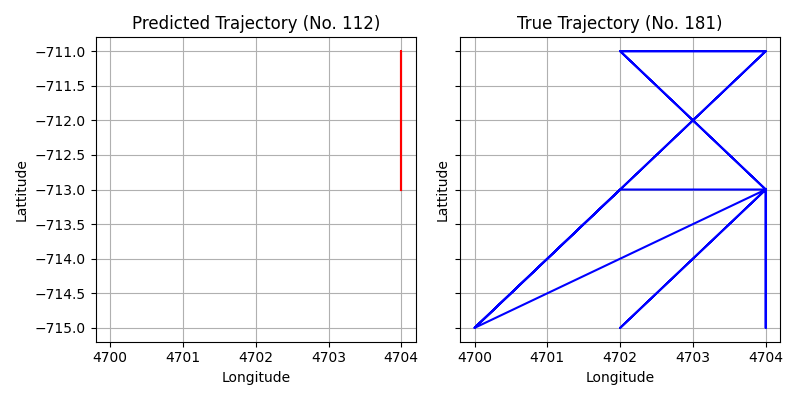 Predicted Trajectory (No. 112)
True Trajectory (No. 181)
Lattitude
−711.0
−711.5
−712.0
−712.5
−713.0
−713.5
−714.0
−714.5
−715.0
4700 4701 4702 4703 4704
Longitude
Lattitude
4700 4701 4702 4703 4704
Longitude